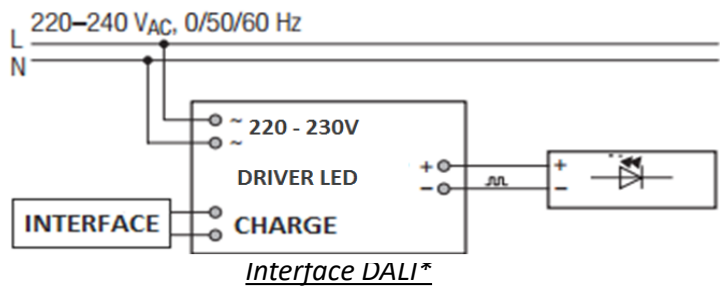 220–240 VAC, 0/50/60 Hz
L
N
~ 220 - 230V
~
DRIVER LED
+
−
+
−
INTERFACE
CHARGE
Interface DALI*